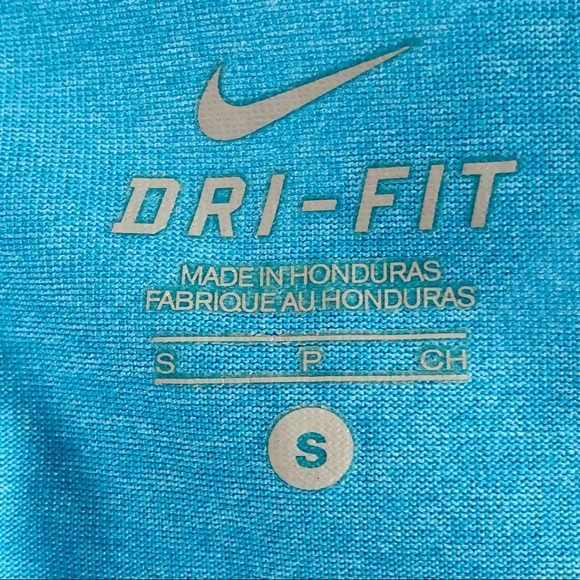 DRI-FIT
MADE IN HONDURAS
FABRIQUE AU HONDURAS
S P CH
S